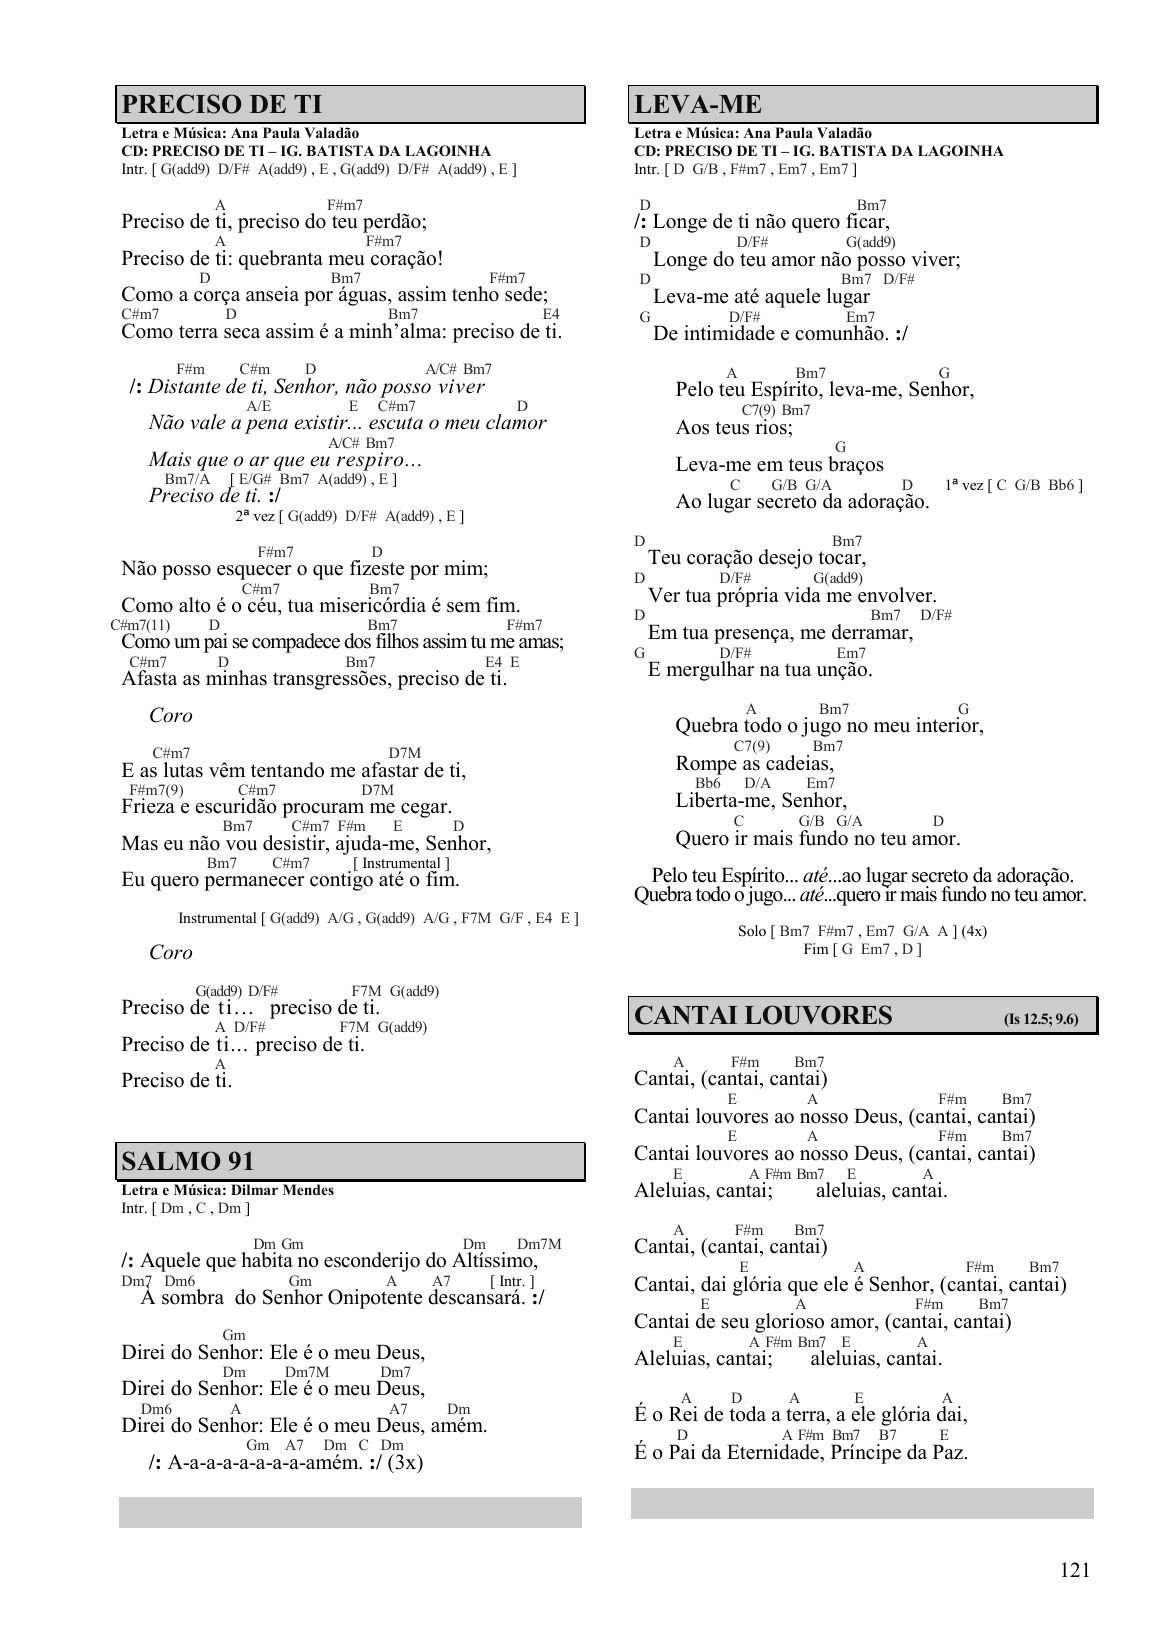 PRECISO DE TI
Letra e Música: Ana Paula Valadão
CD: PRECISO DE TI – IG. BATISTA DA LAGOINHA
Intr. [ G(add9) D/F# A(add9) , E , G(add9) D/F# A(add9) , E ]
A F#m7
Preciso de ti, preciso do teu perdão;
A F#m7
Preciso de ti: quebranta meu coração!
D Bm7 F#m7
Como a corça anseia por águas, assim tenho sede;
C#m7 D Bm7 E4
Como terra seca assim é a minh’alma: preciso de ti.
F#m C#m D A/C# Bm7
/: Distante de ti, Senhor, não posso viver
A/E E C#m7 D
Não vale a pena existir... escuta o meu clamor
A/C# Bm7
Mais que o ar que eu respiro…
Bm7/A [ E/G# Bm7 A(add9) , E ]
Preciso de ti. :/
2ª vez [ G(add9) D/F# A(add9) , E ]
F#m7 D
Não posso esquecer o que fizeste por mim;
C#m7 Bm7
Como alto é o céu, tua misericórdia é sem fim.
C#m7(11) D Bm7 F#m7
Como um pai se compadece dos filhos assim tu me amas;
C#m7 D Bm7 E4 E
Afasta as minhas transgressões, preciso de ti.
Coro
C#m7 D7M
E as lutas vêm tentando me afastar de ti,
F#m7(9) C#m7 D7M
Frieza e escuridão procuram me cegar.
Bm7 C#m7 F#m E D
Mas eu não vou desistir, ajuda-me, Senhor,
Bm7 C#m7 [ Instrumental ]
Eu quero permanecer contigo até o fim.
Instrumental [ G(add9) A/G , G(add9) A/G , F7M G/F , E4 E ]
Coro
G(add9) D/F# F7M G(add9)
Preciso de ti… preciso de ti.
A D/F# F7M G(add9)
Preciso de ti… preciso de ti.
A
Preciso de ti.
SALMO 91
Letra e Música: Dilmar Mendes
Intr. [ Dm , C , Dm ]
Dm Gm Dm Dm7M
/: Aquele que habita no esconderijo do Altíssimo,
Dm7 Dm6 Gm A A7 [ Intr. ]
À sombra do Senhor Onipotente descansará. :/
Gm
Direi do Senhor: Ele é o meu Deus,
Dm Dm7M Dm7
Direi do Senhor: Ele é o meu Deus,
Dm6 A A7 Dm
Direi do Senhor: Ele é o meu Deus, amém.
Gm A7 Dm C Dm
/: A-a-a-a-a-a-a-a-amém. :/ (3x)
LEVA-ME
Letra e Música: Ana Paula Valadão
CD: PRECISO DE TI – IG. BATISTA DA LAGOINHA
Intr. [ D G/B , F#m7 , Em7 , Em7 ]
D Bm7
/: Longe de ti não quero ficar,
D D/F# G(add9)
Longe do teu amor não posso viver;
D Bm7 D/F#
Leva-me até aquele lugar
G D/F# Em7
De intimidade e comunhão. :/
A Bm7 G
Pelo teu Espírito, leva-me, Senhor,
C7(9) Bm7
Aos teus rios;
G
Leva-me em teus braços
C G/B G/A D 1ª vez [ C G/B Bb6 ]
Ao lugar secreto da adoração.
D Bm7
Teu coração desejo tocar,
D D/F# G(add9)
Ver tua própria vida me envolver.
D Bm7 D/F#
Em tua presença, me derramar,
G D/F# Em7
E mergulhar na tua unção.
A Bm7 G
Quebra todo o jugo no meu interior,
C7(9) Bm7
Rompe as cadeias,
Bb6 D/A Em7
Liberta-me, Senhor,
C G/B G/A D
Quero ir mais fundo no teu amor.
Pelo teu Espírito... até...ao lugar secreto da adoração.
Quebra todo o jugo... até...quero ir mais fundo no teu amor.
Solo [ Bm7 F#m7 , Em7 G/A A ] (4x)
Fim [ G Em7 , D ]
CANTAI LOUVORES (Is 12.5; 9.6)
A F#m Bm7
Cantai, (cantai, cantai)
E A F#m Bm7
Cantai louvores ao nosso Deus, (cantai, cantai)
E A F#m Bm7
Cantai louvores ao nosso Deus, (cantai, cantai)
E A F#m Bm7 E A
Aleluias, cantai; aleluias, cantai.
A F#m Bm7
Cantai, (cantai, cantai)
E A F#m Bm7
Cantai, dai glória que ele é Senhor, (cantai, cantai)
E A F#m Bm7
Cantai de seu glorioso amor, (cantai, cantai)
E A F#m Bm7 E A
Aleluias, cantai; aleluias, cantai.
A D A E A
É o Rei de toda a terra, a ele glória dai,
D A F#m Bm7 B7 E
É o Pai da Eternidade, Príncipe da Paz.
121